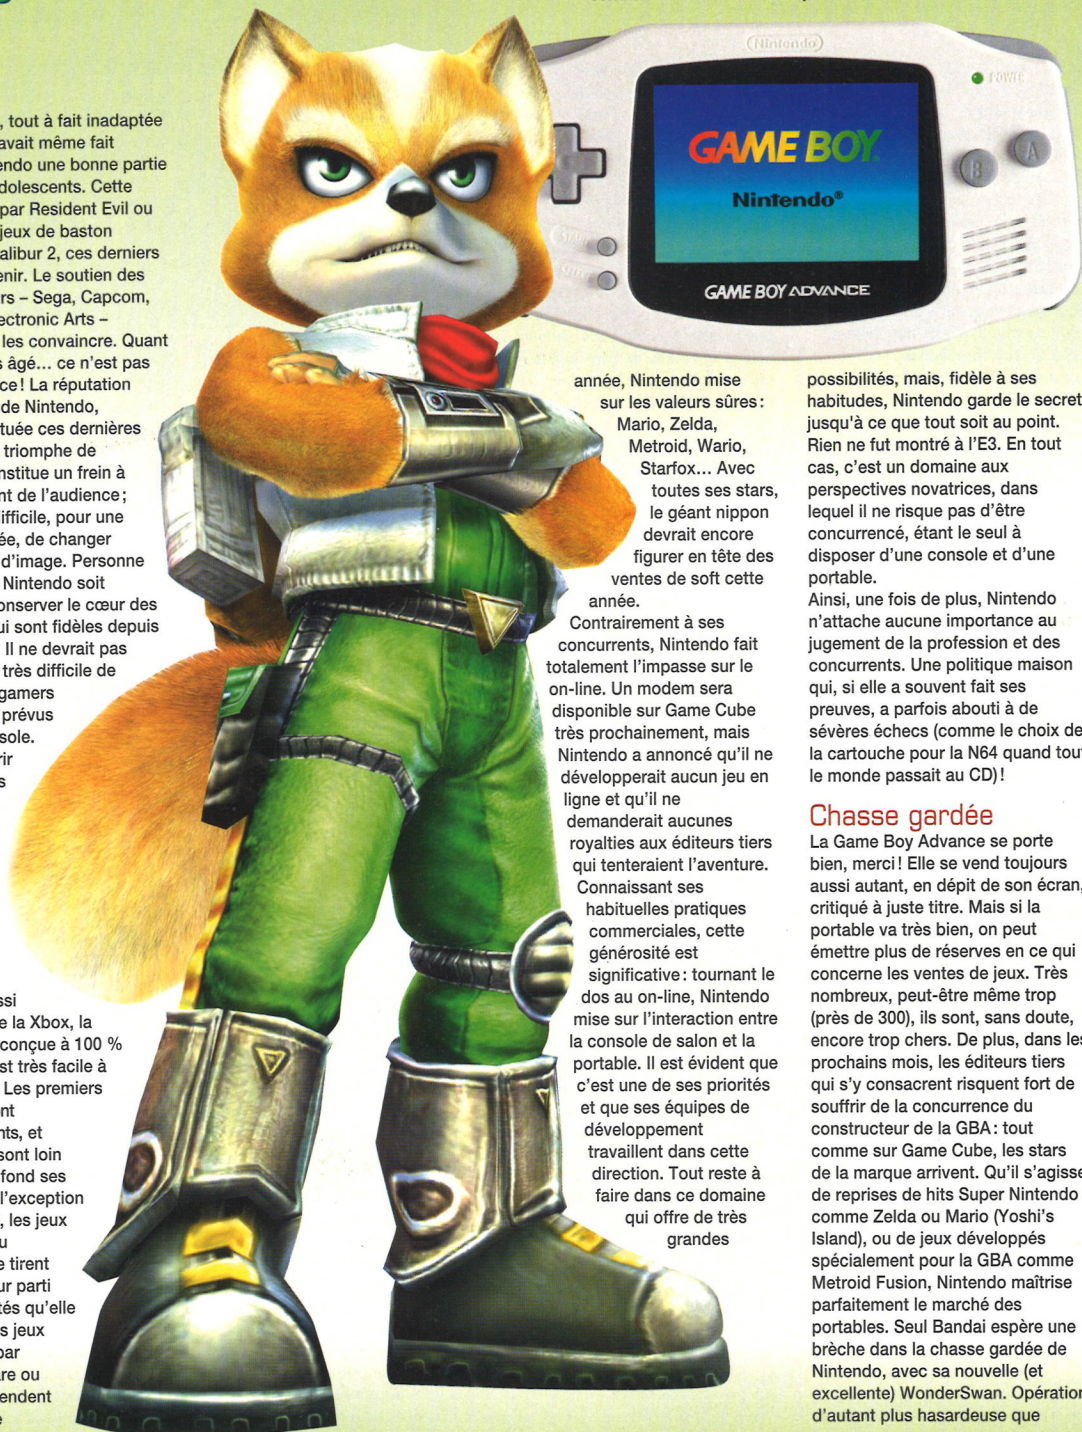 Nintendo
POWER
GAME BOY
Nintendo®
GAME BOY ADVANCE
B
A
, tout à fait inadaptée
avait même fait
endo une bonne partie
dolescents. Cette
par Resident Evil ou
jeux de baston
alibur 2, ces derniers
enir. Le soutien des
rs – Sega, Capcom,
ectronic Arts –
les convaincre. Quant
s âgé... ce n'est pas
ce ! La réputation
de Nintendo,
tuée ces dernières
triomphe de
nstitue un frein à
nt de l'audience ;
ifficile, pour une
ée, de changer
d'image. Personne
Nintendo soit
onserver le cœur des
ui sont fidèles depuis
Il ne devrait pas
très difficile de
gamers
prévus
sole.
rir
s
ssi
e la Xbox, la
conçue à 100 %
st très facile à
Les premiers
nt
nts, et
sont loin
fond ses
l'exception
, les jeux
u
e tirent
ur parti
tés qu'elle
s jeux
par
are ou
endent
e
année, Nintendo mise
sur les valeurs sûres :
Mario, Zelda,
Metroid, Wario,
Starfox... Avec
toutes ses stars,
le géant nippon
devrait encore
figurer en tête des
ventes de soft cette
année.
Contrairement à ses
concurrents, Nintendo fait
totalement l'impasse sur le
on-line. Un modem sera
disponible sur Game Cube
très prochainement, mais
Nintendo a annoncé qu'il ne
développerait aucun jeu en
ligne et qu'il ne
demanderait aucunes
royalties aux éditeurs tiers
qui tenteraient l'aventure.
Connaissant ses
habituelles pratiques
commerciales, cette
générosité est
significative : tournant le
dos au on-line, Nintendo
mise sur l'interaction entre
la console de salon et la
portable. Il est évident que
c'est une de ses priorités
et que ses équipes de
développement
travaillent dans cette
direction. Tout reste à
faire dans ce domaine
qui offre de très
grandes
possibilités, mais, fidèle à ses
habitudes, Nintendo garde le secret
jusqu'à ce que tout soit au point.
Rien ne fut montré à l'E3. En tout
cas, c'est un domaine aux
perspectives novatrices, dans
lequel il ne risque pas d'être
concurrencé, étant le seul à
disposer d'une console et d'une
portable.
Ainsi, une fois de plus, Nintendo
n'attache aucune importance au
jugement de la profession et des
concurrents. Une politique maison
qui, si elle a souvent fait ses
preuves, a parfois abouti à de
sévères échecs (comme le choix de
la cartouche pour la N64 quand tout
le monde passait au CD) !
Chasse gardée
La Game Boy Advance se porte
bien, merci ! Elle se vend toujours
aussi autant, en dépit de son écran,
critiqué à juste titre. Mais si la
portable va très bien, on peut
émettre plus de réserves en ce qui
concerne les ventes de jeux. Très
nombreux, peut-être même trop
(près de 300), ils sont, sans doute,
encore trop chers. De plus, dans les
prochains mois, les éditeurs tiers
qui s'y consacrent risquent fort de
souffrir de la concurrence du
constructeur de la GBA : tout
comme sur Game Cube, les stars
de la marque arrivent. Qu'il s'agisse
de reprises de hits Super Nintendo
comme Zelda ou Mario (Yoshi's
Island), ou de jeux développés
spécialement pour la GBA comme
Metroid Fusion, Nintendo maîtrise
parfaitement le marché des
portables. Seul Bandai espère une
brèche dans la chasse gardée de
Nintendo, avec sa nouvelle (et
excellente) WonderSwan. Opération
d'autant plus hasardeuse que